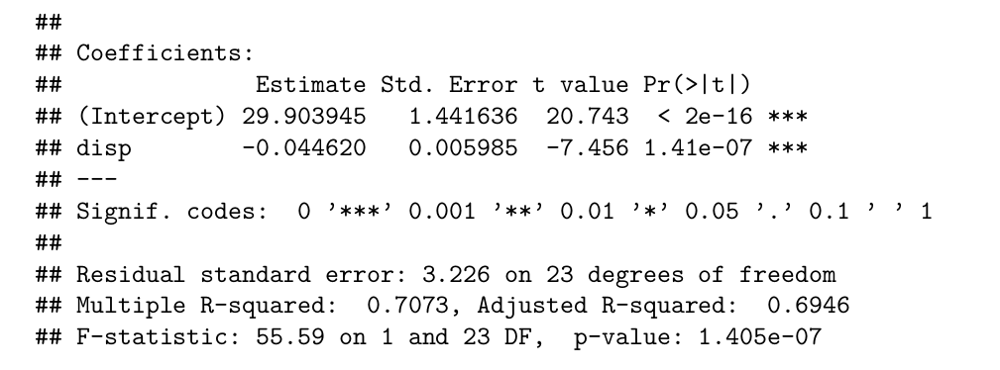 ##
## Coefficients:
##              Estimate Std. Error t value Pr(>|t|)
## (Intercept) 29.903945   1.441636  20.743  < 2e-16 ***
## disp        -0.044620   0.005985  -7.456 1.41e-07 ***
## ---
## Signif. codes:  0 ’***’ 0.001 ’**’ 0.01 ’*’ 0.05 ’.’ 0.1 ’ ’ 1
##
## Residual standard error: 3.226 on 23 degrees of freedom
## Multiple R-squared:  0.7073, Adjusted R-squared:  0.6946
## F-statistic: 55.59 on 1 and 23 DF,  p-value: 1.405e-07